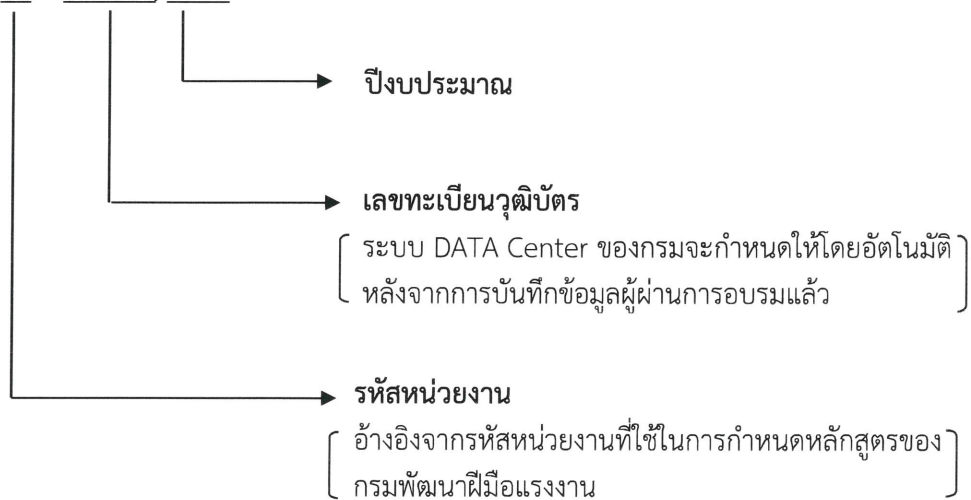 ปีงบประมาณ
เลขทะเบียนวุฒิบัตร
ระบบ DATA Center ของกรมจะกำหนดให้โดยอัตโนมัติ
หลังจากการบันทึกข้อมูลผู้ผ่านการอบรมแล้ว
รหัสหน่วยงาน
อ้างอิงจากรหัสหน่วยงานที่ใช้ในการกำหนดหลักสูตรของ
กรมพัฒนาฝีมือแรงงาน